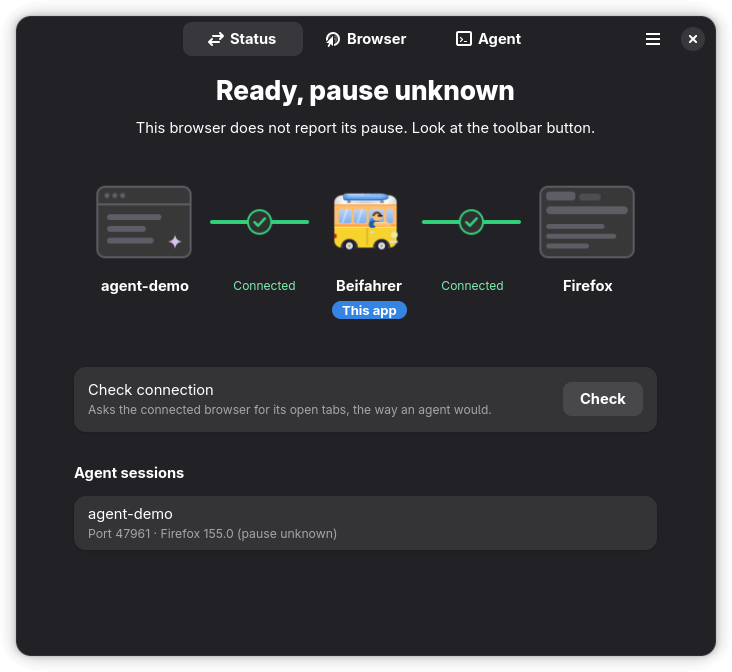 Status
Browser
Agent
Ready, pause unknown
This browser does not report its pause. Look at the toolbar button.
agent-demo
Connected
Beifahrer
Connected
Firefox
This app
Check connection
Asks the connected browser for its open tabs, the way an agent would.
Check
Agent sessions
agent-demo
Port 47961 · Firefox 155.0 (pause unknown)